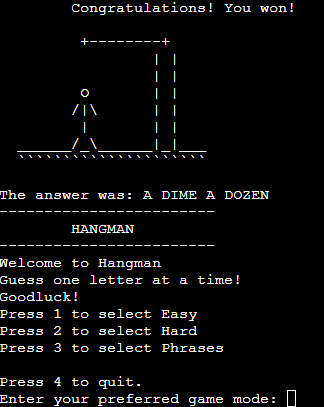 Congratulations! You won!
The answer was: A DIME A DOZEN
------------------------
HANGMAN
------------------------
Welcome to Hangman
Guess one letter at a time!
Goodluck!
Press 1 to select Easy
Press 2 to select Hard
Press 3 to select Phrases
Press 4 to quit.
Enter your preferred game mode: